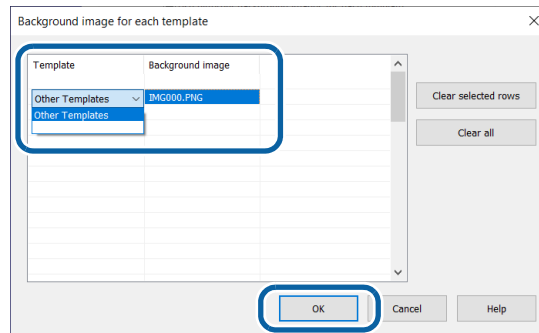 Background image for each template
Template Background image
Other Templates IMG000.PNG
Other Templates
Clear selected rows
Clear all
OK Cancel Help